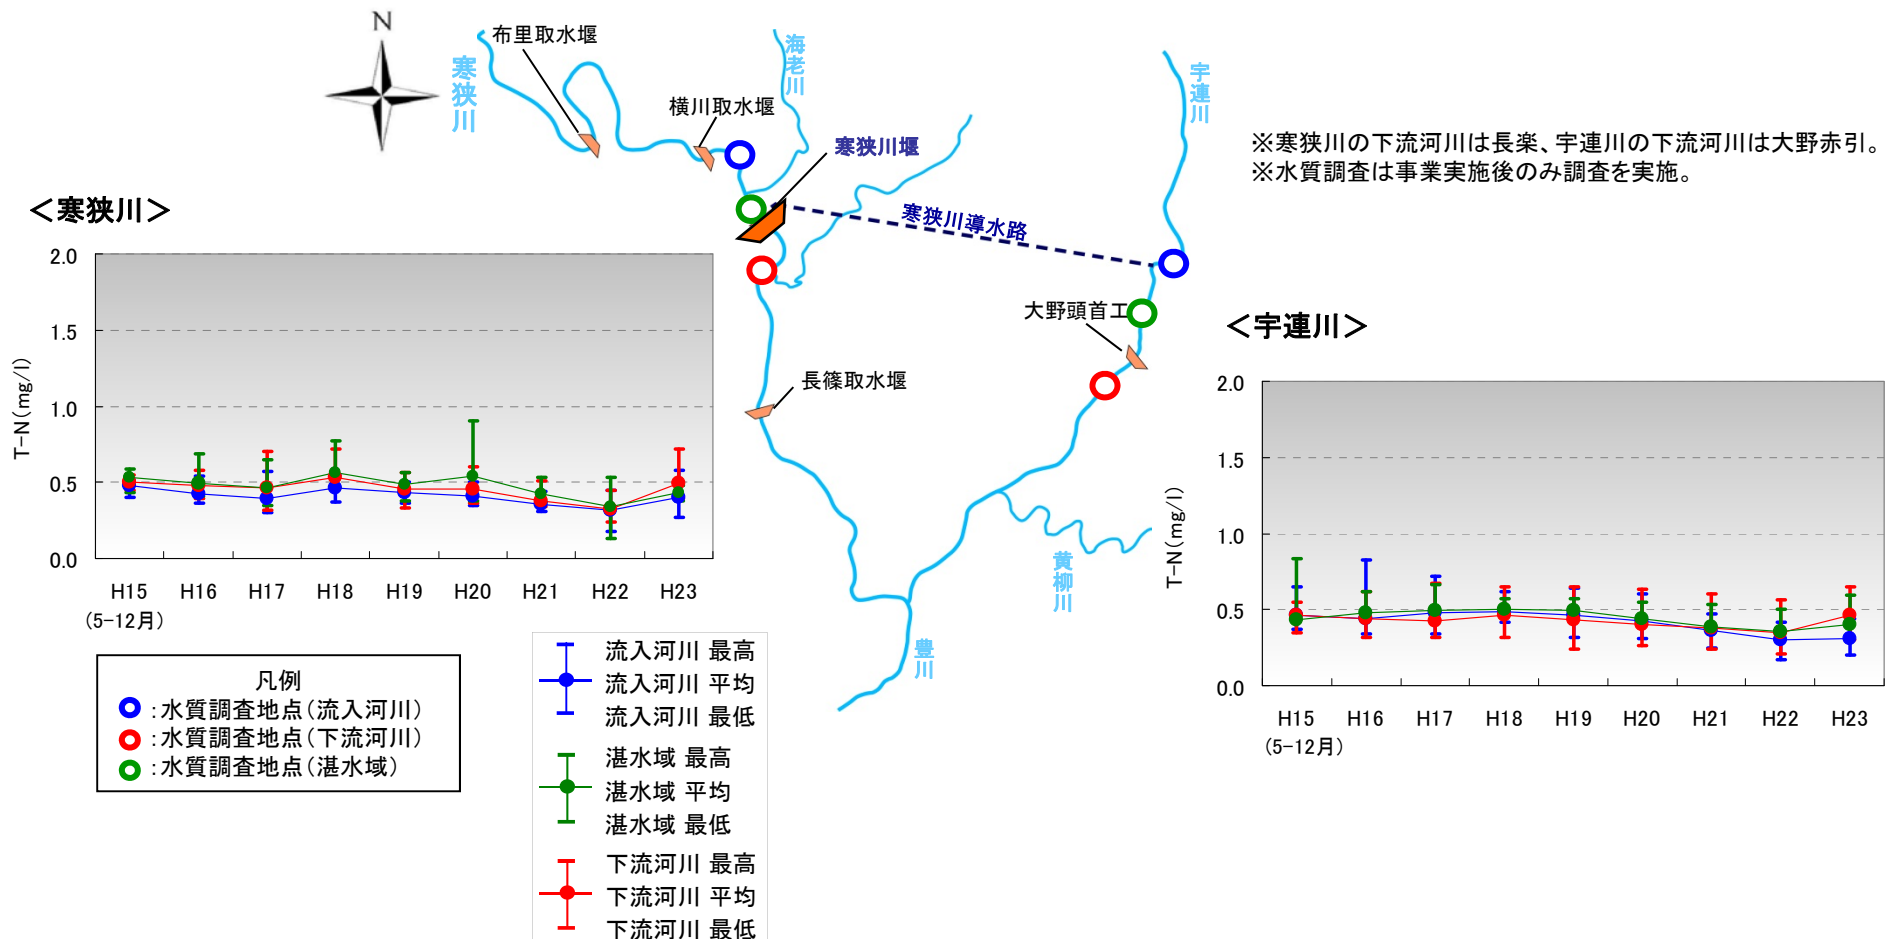 N
布里取水堰
寒狭川
海老川
横川取水堰
寒狭川堰
宇連川
※寒狭川の下流河川は長楽、宇連川の下流河川は大野赤引。
※水質調査は事業実施後のみ調査を実施。
寒狭川導水路
大野頭首工
長篠取水堰
黄柳川
豊川
＜寒狭川＞
T-N(mg/l)
2.0
1.5
1.0
0.5
0.0
H15 H16 H17 H18 H19 H20 H21 H22 H23
(5-12月)
＜宇連川＞
T-N(mg/l)
2.0
1.5
1.0
0.5
0.0
H15 H16 H17 H18 H19 H20 H21 H22 H23
(5-12月)
凡例
:水質調査地点(流入河川)
:水質調査地点(下流河川)
:水質調査地点(湛水域)
流入河川 最高
流入河川 平均
流入河川 最低
湛水域 最高
湛水域 平均
湛水域 最低
下流河川 最高
下流河川 平均
下流河川 最低